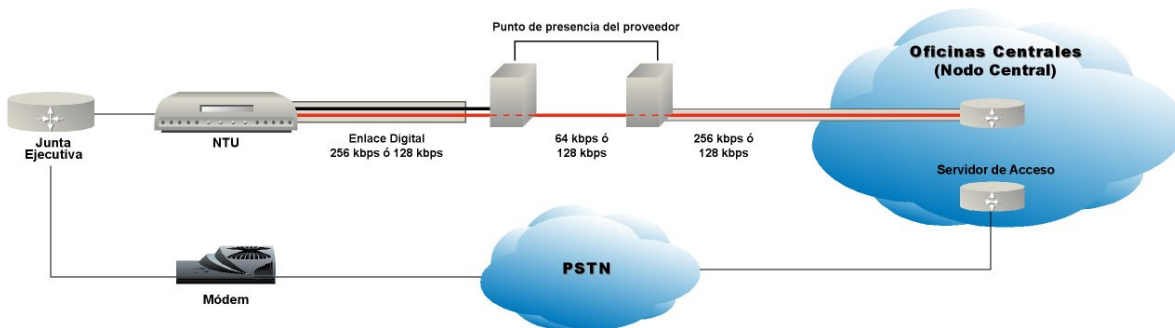 Punto de presencia del proveedor
Oficinas Centrales
(Nodo Central)
Junta
Ejecutiva
NTU
Enlace Digital
256 kbps ó 128 kbps
64 kbps ó
128 kbps
256 kbps ó
128 kbps
Servidor de Acceso
Módem
PSTN